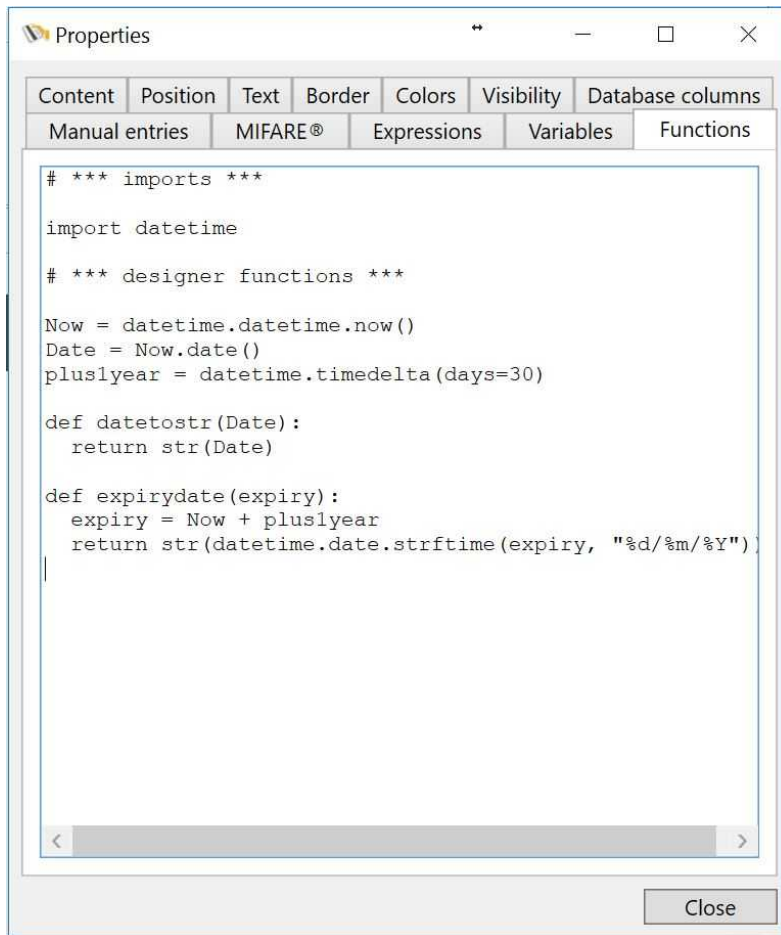 Properties
Content Position Text Border Colors Visibility Database columns
Manual entries MIFARE® Expressions Variables Functions
# *** imports ***
import datetime
# *** designer functions ***
Now = datetime.datetime.now()
Date = Now.date()
plus1year = datetime.timedelta(days=30)
def datetostr(Date):
  return str(Date)
def expirydate(expiry):
  expiry = Now + plus1year
  return str(datetime.date.strftime(expiry, "%d/%m/%Y"))
Close